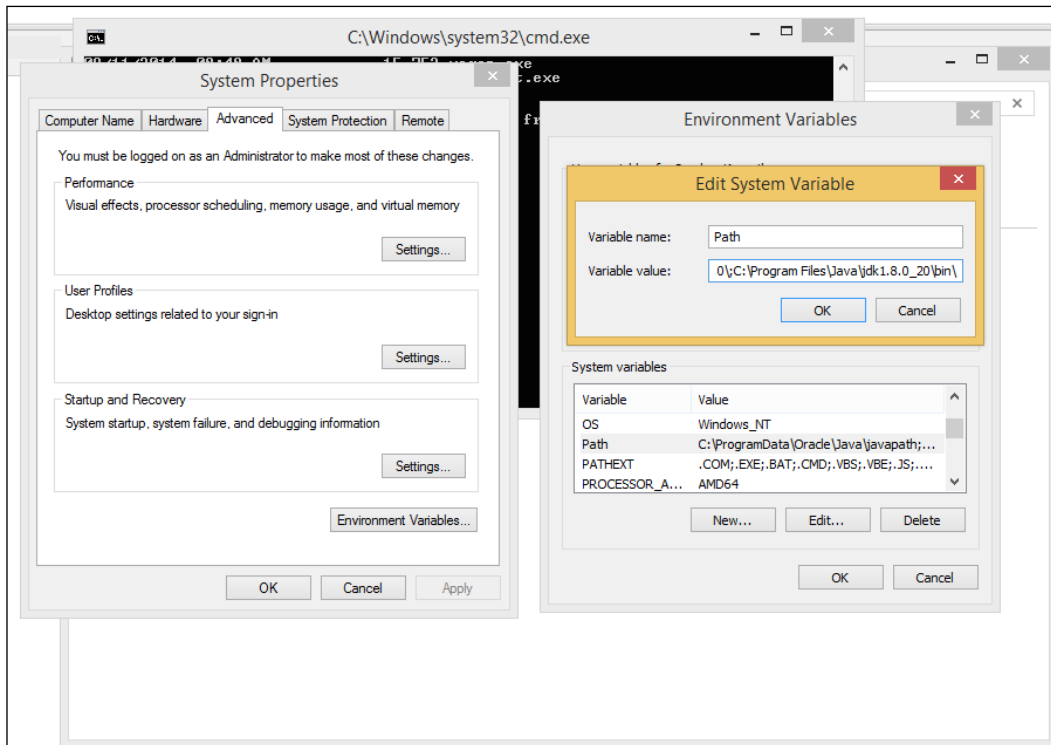 C:\Windows\system32\cmd.exe
.exe
fr
System Properties
Computer Name Hardware Advanced System Protection Remote
You must be logged on as an Administrator to make most of these changes.
Performance
Visual effects, processor scheduling, memory usage, and virtual memory
Settings...
User Profiles
Desktop settings related to your sign-in
Settings...
Startup and Recovery
System startup, system failure, and debugging information
Settings...
Environment Variables...
OK Cancel Apply
Environment Variables
Edit System Variable
Variable name: Path
Variable value: 0\;C:\Program Files\Java\jdk1.8.0_20\bin\
OK Cancel
System variables
Variable Value
OS Windows_NT
Path C:\ProgramData\Oracle\Java\javapath;...
PATHEXT .COM;.EXE;.BAT;.CMD;.VBS;.VBE;.JS;....
PROCESSOR_A... AMD64
New... Edit... Delete
OK Cancel